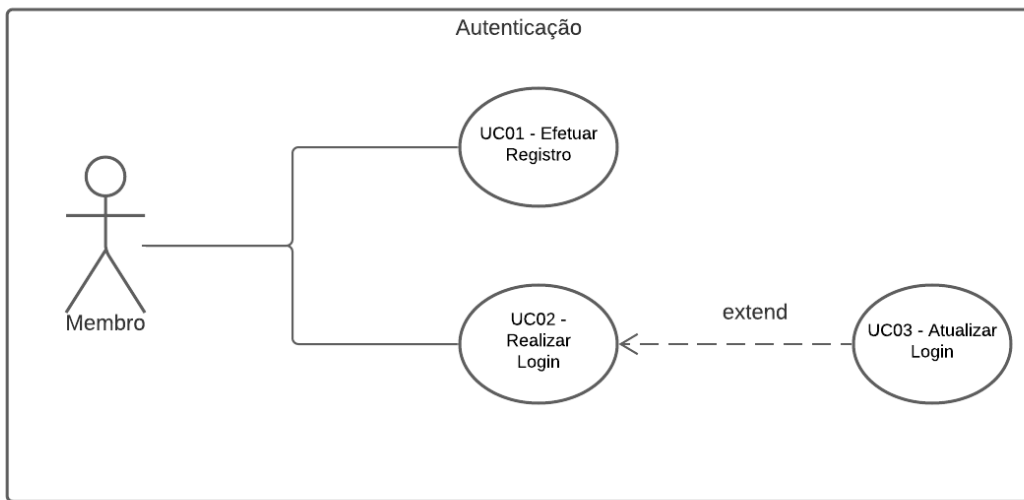 Autenticação
UC01 - Efetuar
Registro
Membro
UC02 -
Realizar
Login
extend
UC03 - Atualizar
Login